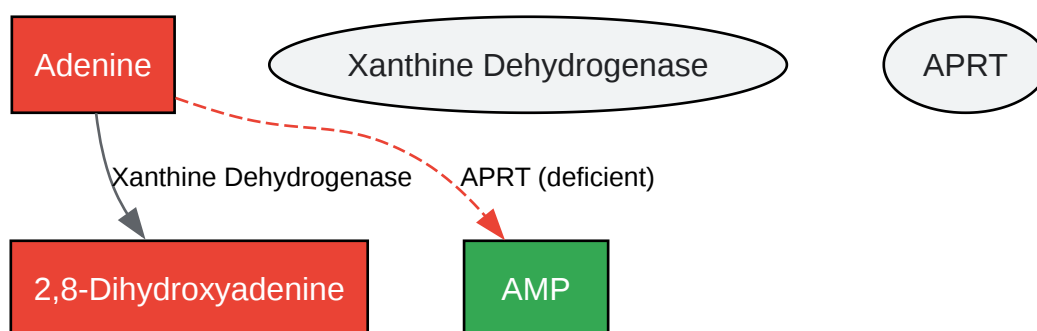 Adenine
Xanthine Dehydrogenase
APRT
Xanthine Dehydrogenase
APRT (deficient)
2,8-Dihydroxyadenine
AMP